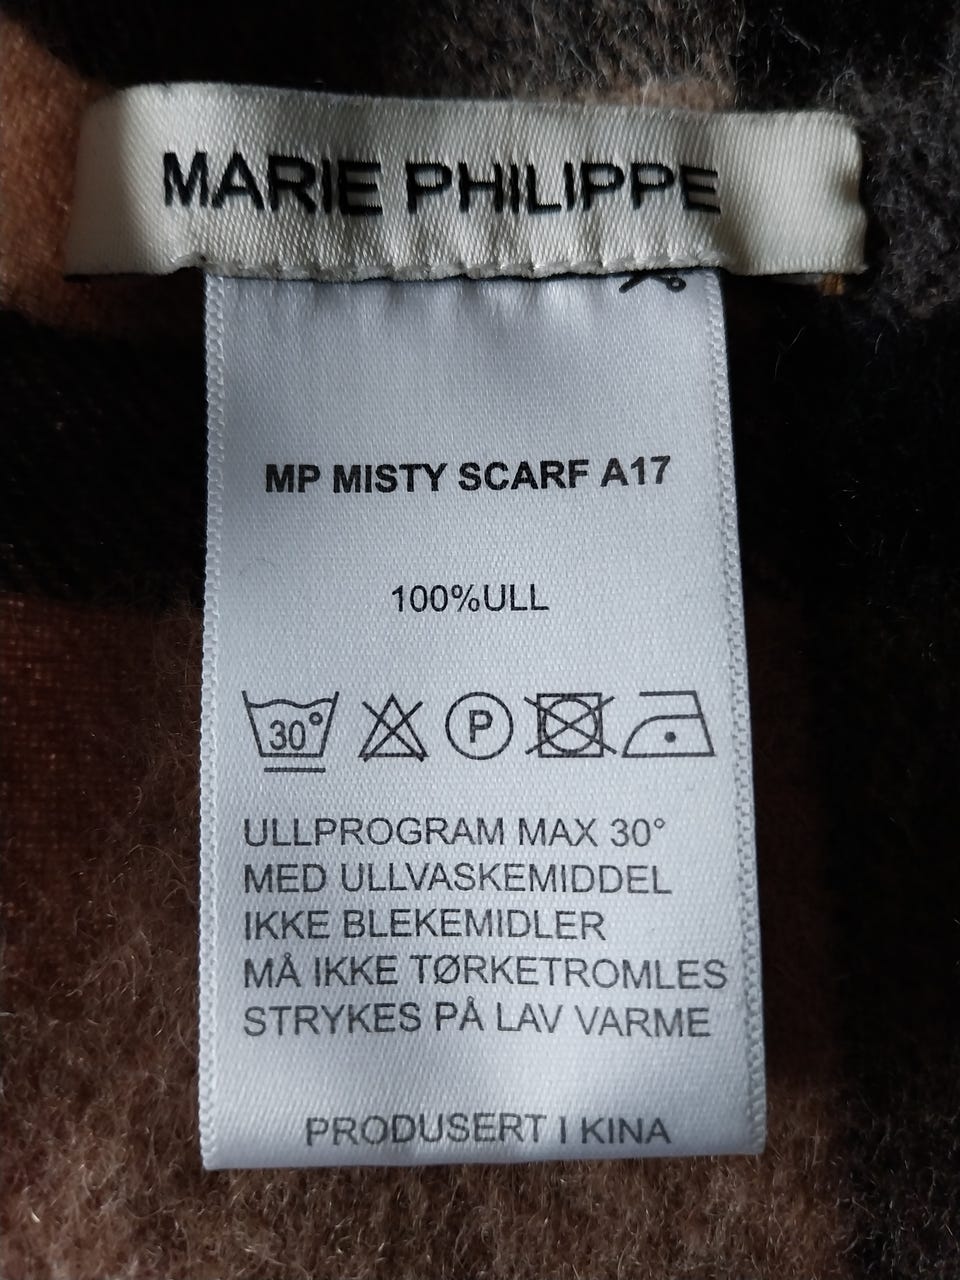 MARIE PHILIPPE
MP MISTY SCARF A17
100%ULL
30° P
ULLPROGRAM MAX 30°
MED ULLVASKEMIDDEL
IKKE BLEKEMIDLER
MÅ IKKE TØRKETROMLES
STRYKES PÅ LAV VARME
PRODUSERT I KINA